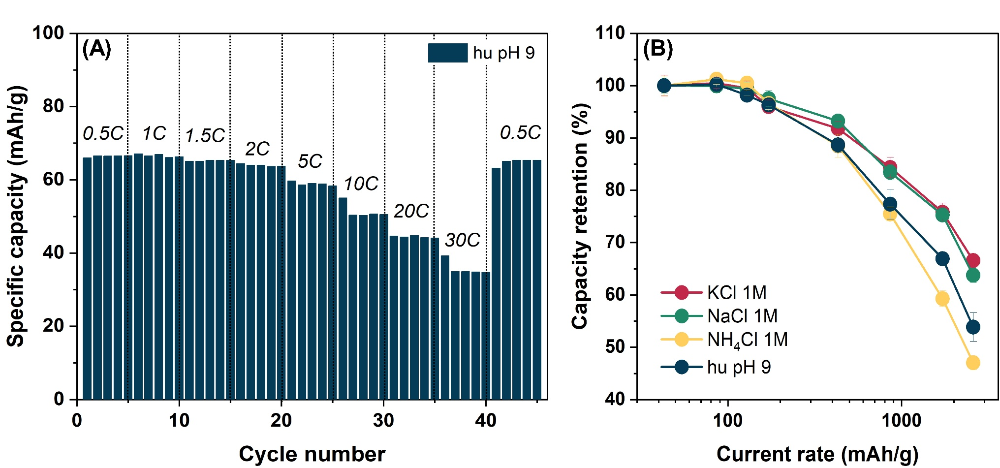 (A)
hu pH 9
Specific capacity (mAh/g)
100
80
60
40
20
0
0.5C
1C
1.5C
2C
5C
10C
20C
30C
0.5C
0
10
20
30
40
Cycle number
(B)
Capacity retention (%)
110
100
90
80
70
60
50
40
KCl 1M
NaCl 1M
NH₄Cl 1M
hu pH 9
100
1000
Current rate (mAh/g)